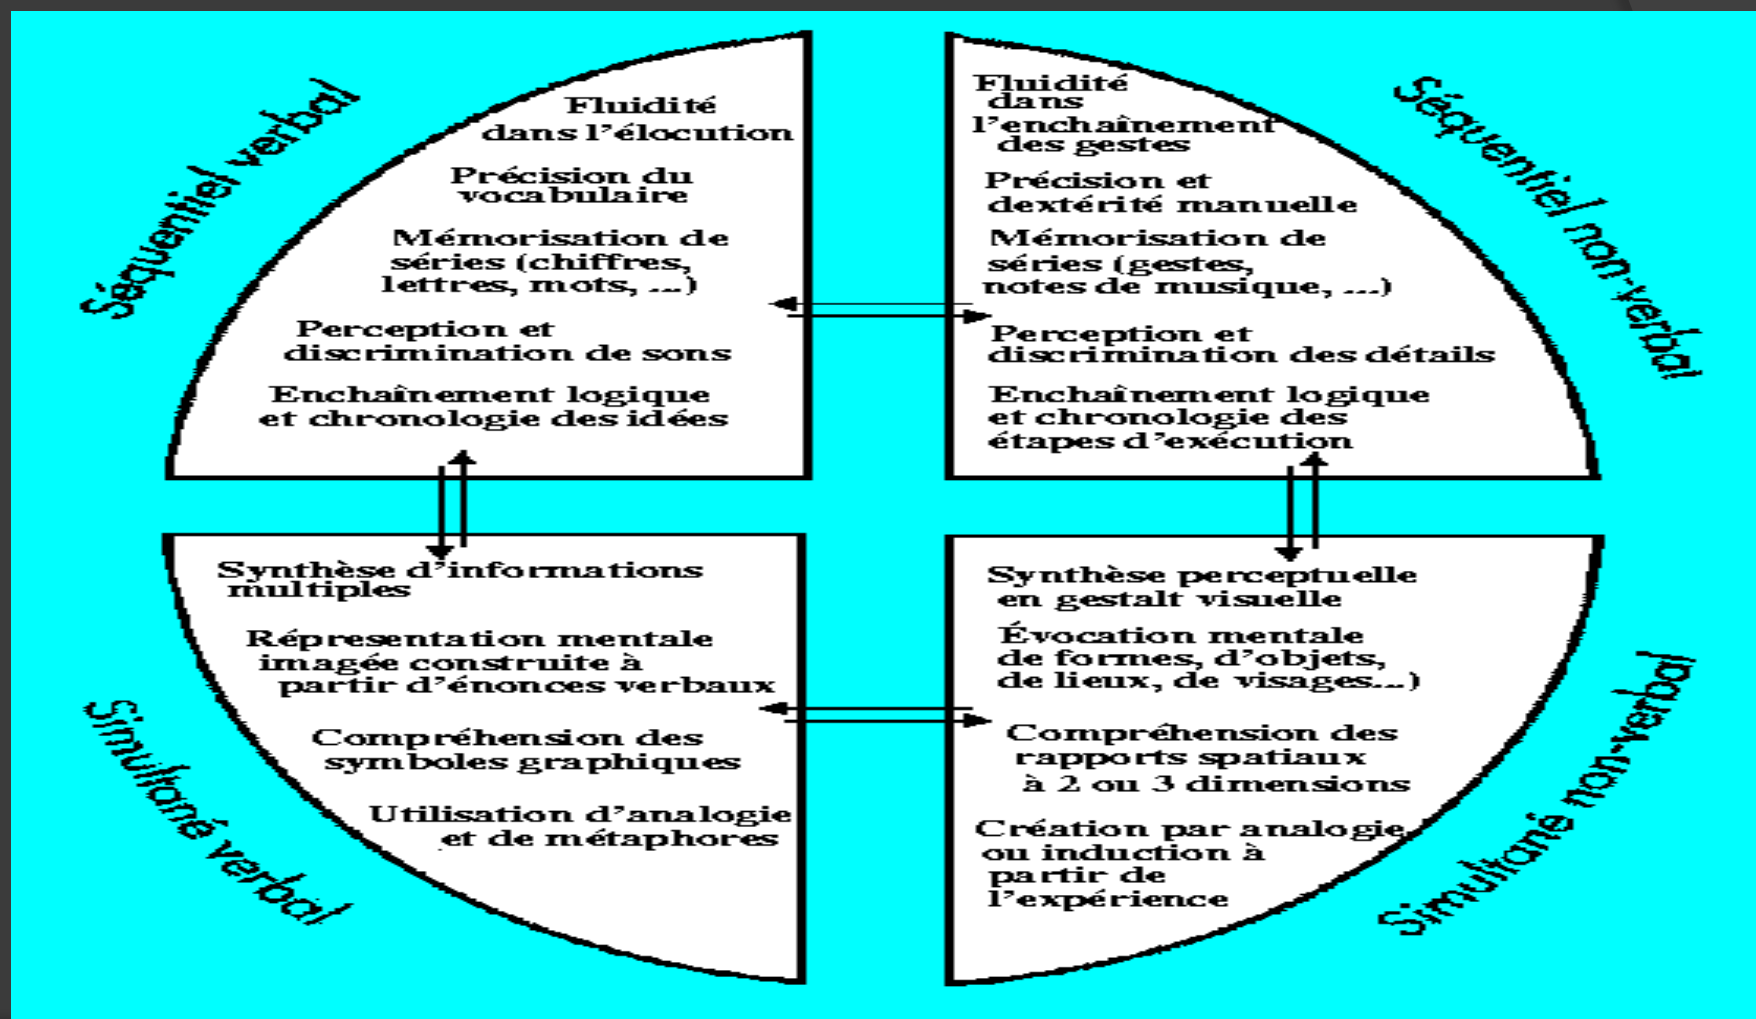 Séquentiel verbal
Fluidité
dans l'élocution
Précision du
vocabulaire
Mémorisation de
séries (chiffres,
lettres, mots, ...)
Perception et
discrimination de sons
Enchaînement logique
et chronologie des idées
Séquentiel non-verbal
Fluidité
dans
l'enchaînement
des gestes
Précision et
dextérité manuelle
Mémorisation de
séries (gestes,
notes de musique, ...)
Perception et
discrimination des détails
Enchaînement logique
et chronologie des
étapes d'exécution
Simultané verbal
Synthèse d'informations
multiples
Réprésentation mentale
imagée construite à
partir d'énonces verbaux
Compréhension des
symboles graphiques
Utilisation d'analogie
et de métaphores
Simultané non-verbal
Synthèse perceptuelle
en gestalt visuelle
Évocation mentale
de formes, d'objets,
de lieux, de visages...)
Compréhension des
rapports spatiaux
à 2 ou 3 dimensions
Création par analogie
ou induction à
partir de
l'expérience